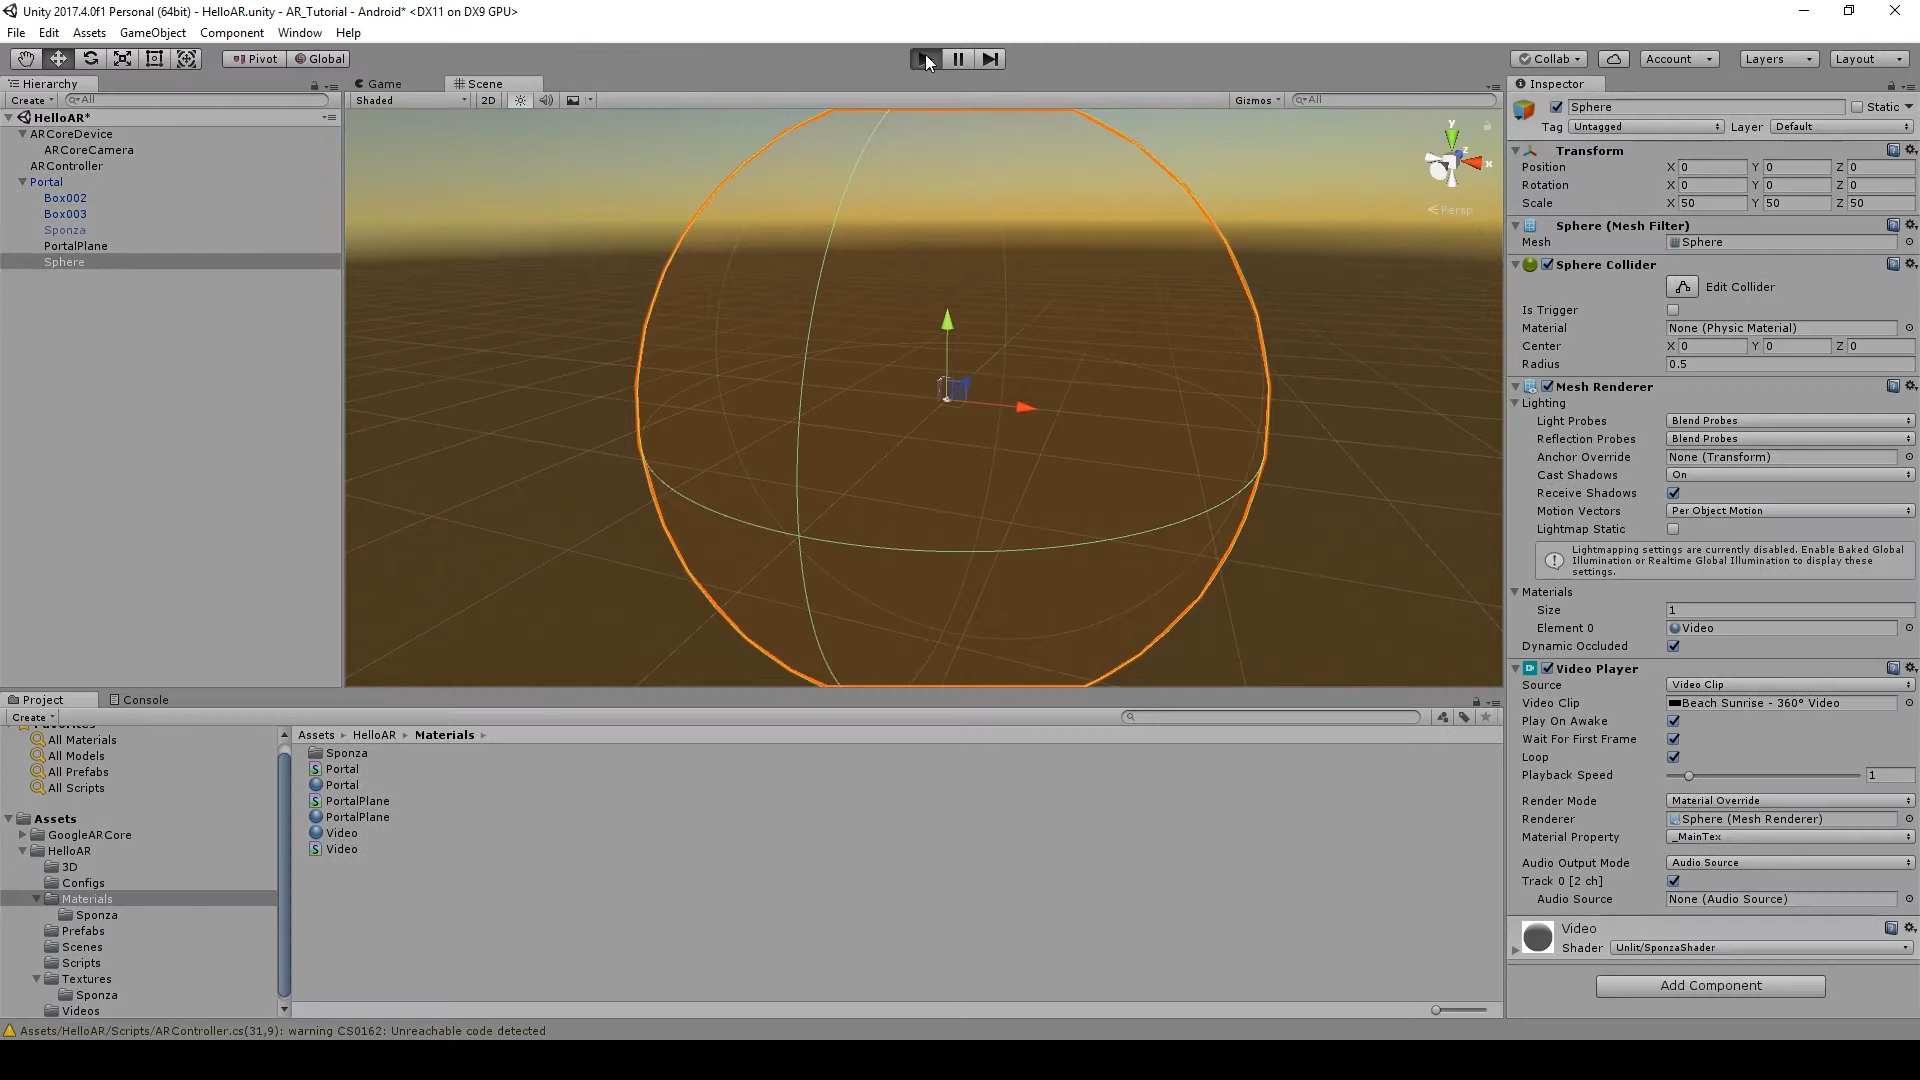 Unity 2017.4.0f1 Personal (64bit) - HelloAR.unity - AR_Tutorial - Android* <DX11 on DX9 GPU>
File Edit Assets GameObject Component Window Help
Pivot Global Collab Account Layers Layout
Hierarchy Game Scene Inspector
Create All Shaded 2D Gizmos All
HelloAR*
ARCoreDevice
ARCoreCamera
ARController
Portal
Box002
Box003
Sponza
PortalPlane
Sphere
y
z
x
Persp
Sphere Static
Tag Untagged Layer Default
Transform
Position X 0 Y 0 Z 0
Rotation X 0 Y 0 Z 0
Scale X 50 Y 50 Z 50
Sphere (Mesh Filter)
Mesh Sphere
Sphere Collider
Edit Collider
Is Trigger
Material None (Physic Material)
Center X 0 Y 0 Z 0
Radius 0.5
Mesh Renderer
Lighting
Light Probes Blend Probes
Reflection Probes Blend Probes
Anchor Override None (Transform)
Cast Shadows On
Receive Shadows
Motion Vectors Per Object Motion
Lightmap Static
Lightmapping settings are currently disabled. Enable Baked Global
Illumination or Realtime Global Illumination to display these
settings.
Materials
Size 1
Element 0 Video
Dynamic Occluded
Video Player
Source Video Clip
Video Clip Beach Sunrise - 360° Video
Play On Awake
Wait For First Frame
Loop
Playback Speed 1
Render Mode Material Override
Renderer Sphere (Mesh Renderer)
Material Property _MainTex
Audio Output Mode Audio Source
Track 0 [2 ch]
Audio Source None (Audio Source)
Video
Shader Unlit/SponzaShader
Add Component
Project Console
Create
Favorites
All Materials
All Models
All Prefabs
All Scripts
Assets
GoogleARCore
HelloAR
3D
Configs
Materials
Sponza
Prefabs
Scenes
Scripts
Textures
Sponza
Videos
Assets HelloAR Materials
Sponza
Portal
Portal
PortalPlane
PortalPlane
Video
Video
Assets/HelloAR/Scripts/ARController.cs(31,9): warning CS0162: Unreachable code detected